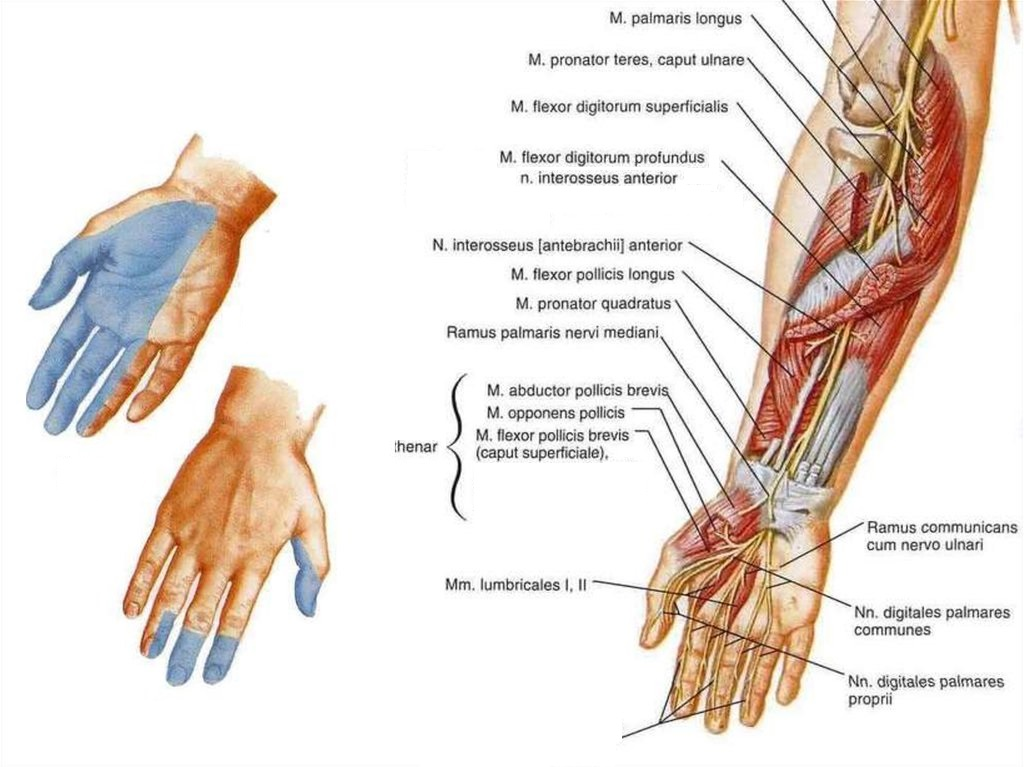 M. palmaris longus
M. pronator teres, caput ulnare
M. flexor digitorum superficialis
M. flexor digitorum profundus
n. interosseus anterior
N. interosseus [antebrachii] anterior
M. flexor pollicis longus
M. pronator quadratus
Ramus palmaris nervi mediani
M. abductor pollicis brevis
M. opponens pollicis
M. flexor pollicis brevis
(caput superficiale),
thenar
Ramus communicans
cum nervo ulnari
Mm. lumbricales I, II
Nn. digitales palmares
communes
Nn. digitales palmares
proprii